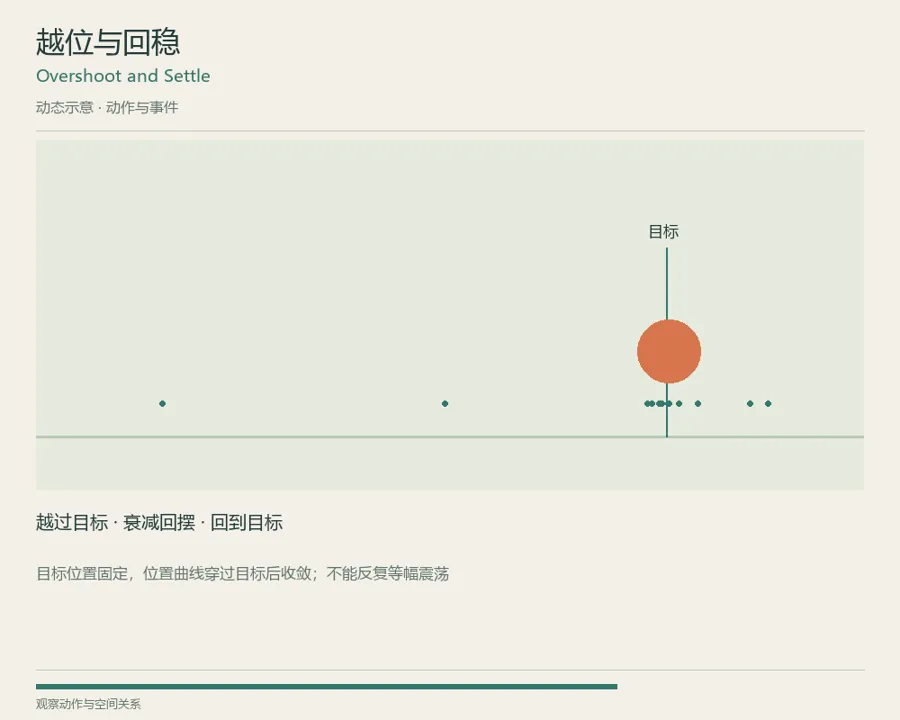 越位与回稳
Overshoot and Settle
动态示意 · 动作与事件
目标
越过目标 · 衰减回摆 · 回到目标
目标位置固定，位置曲线穿过目标后收敛；不能反复等幅震荡
观察动作与空间关系